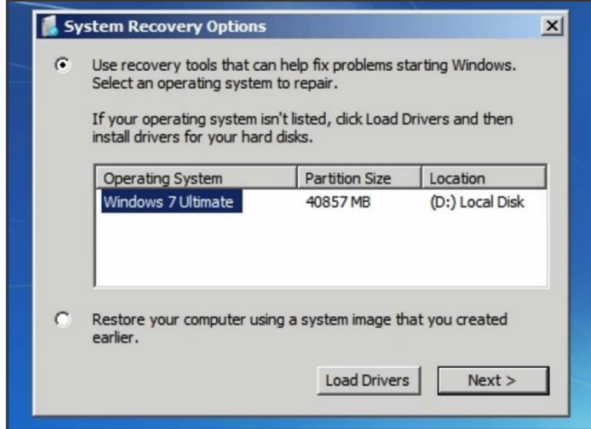 System Recovery Options
Use recovery tools that can help fix problems starting Windows.
Select an operating system to repair.
If your operating system isn't listed, click Load Drivers and then
install drivers for your hard disks.
Operating System Partition Size Location
Windows 7 Ultimate 40857 MB (D:) Local Disk
Restore your computer using a system image that you created
earlier.
Load Drivers Next >